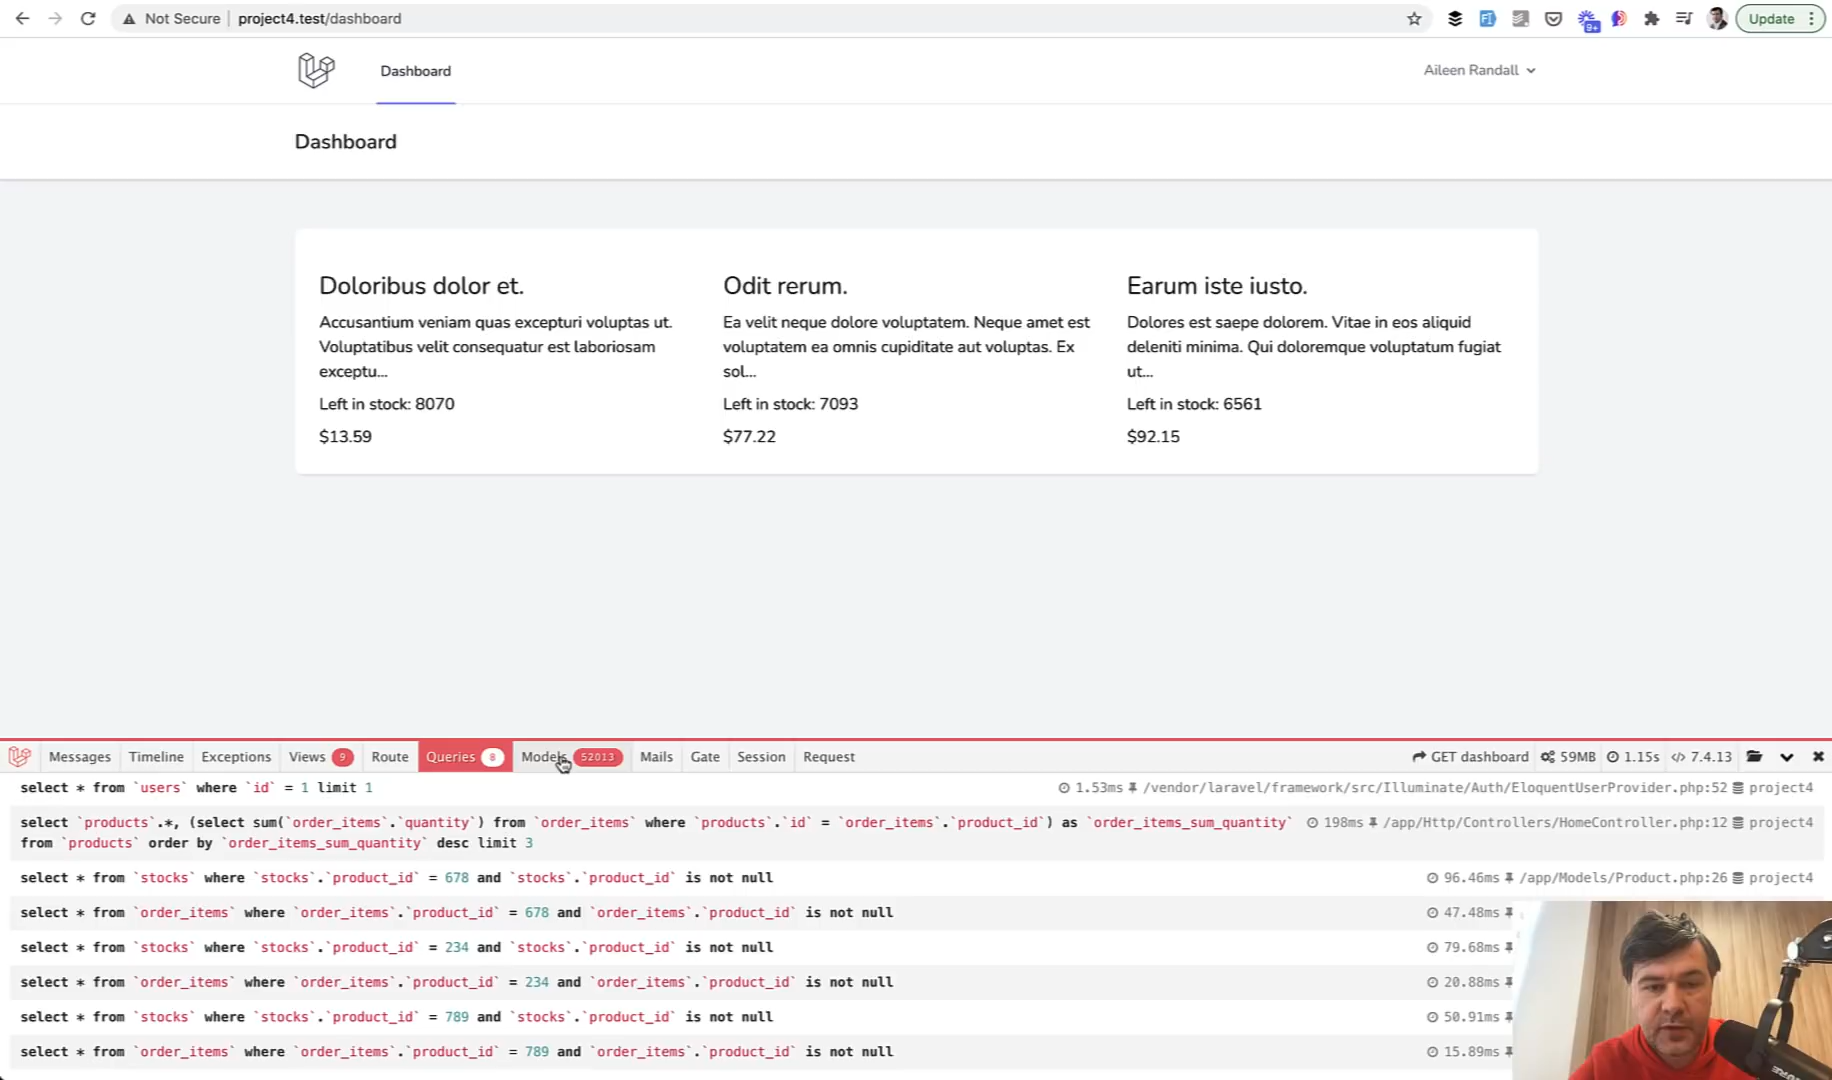 Not Secure project4.test/dashboard
9+
Update
Dashboard
Aileen Randall
Dashboard
Doloribus dolor et.
Accusantium veniam quas excepturi voluptas ut.
Voluptatibus velit consequatur est laboriosam
exceptu...
Left in stock: 8070
$13.59
Odit rerum.
Ea velit neque dolore voluptatem. Neque amet est
voluptatem ea omnis cupiditate aut voluptas. Ex
sol...
Left in stock: 7093
$77.22
Earum iste iusto.
Dolores est saepe dolorem. Vitae in eos aliquid
deleniti minima. Qui doloremque voluptatum fugiat
ut...
Left in stock: 6561
$92.15
Messages Timeline Exceptions Views 9 Route Queries 8 Models 52013 Mails Gate Session Request GET dashboard 59MB 1.15s 7.4.13
select * from `users` where `id` = 1 limit 1 1.53ms /vendor/laravel/framework/src/Illuminate/Auth/EloquentUserProvider.php:52 project4
select `products`.*, (select sum(`order_items`.`quantity`) from `order_items` where `products`.`id` = `order_items`.`product_id`) as `order_items_sum_quantity` 198ms /app/Http/Controllers/HomeController.php:12 project4
from `products` order by `order_items_sum_quantity` desc limit 3
select * from `stocks` where `stocks`.`product_id` = 678 and `stocks`.`product_id` is not null 96.46ms /app/Models/Product.php:26 project4
select * from `order_items` where `order_items`.`product_id` = 678 and `order_items`.`product_id` is not null 47.48ms
select * from `stocks` where `stocks`.`product_id` = 234 and `stocks`.`product_id` is not null 79.68ms
select * from `order_items` where `order_items`.`product_id` = 234 and `order_items`.`product_id` is not null 20.88ms
select * from `stocks` where `stocks`.`product_id` = 789 and `stocks`.`product_id` is not null 50.91ms
select * from `order_items` where `order_items`.`product_id` = 789 and `order_items`.`product_id` is not null 15.89ms